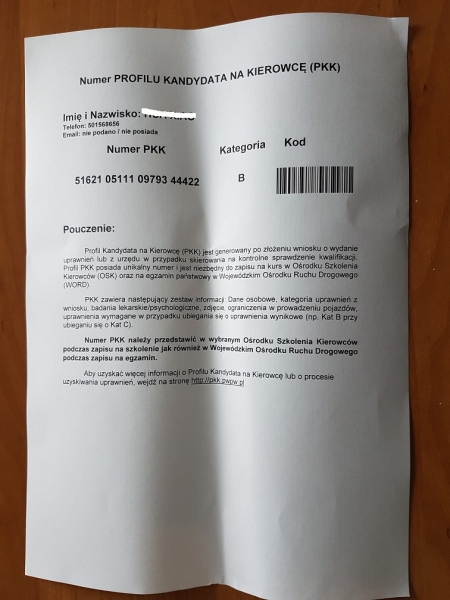 Numer PROFILU KANDYDATA NA KIEROWCĘ (PKK)
Imię i Nazwisko:
Telefon: 501568656
Email: nie podano / nie posiada
Numer PKK Kategoria Kod
51621 05111 09793 44422 B
Pouczenie:
Profil Kandydata na Kierowcę (PKK) jest generowany po złożeniu wniosku o wydanie
uprawnień lub z urzędu w przypadku skierowania na kontrolne sprawdzenie kwalifikacji.
Profil PKK posiada unikalny numer i jest niezbędny do zapisu na kurs w Ośrodku Szkolenia
Kierowców (OSK) oraz na egzamin państwowy w Wojewódzkim Ośrodku Ruchu Drogowego
(WORD).
PKK zawiera następujący zestaw informacji: Dane osobowe, kategoria uprawnień z
wniosku, badania lekarskie/psychologiczne, zdjęcie, ograniczenia w prowadzeniu pojazdów,
uprawnienia wymagane w przypadku ubiegania się o uprawnienia wynikowe (np. Kat B przy
ubieganiu się o Kat C).
Numer PKK należy przedstawić w wybranym Ośrodku Szkolenia Kierowców
podczas zapisu na szkolenie jak również w Wojewódzkim Ośrodku Ruchu Drogowego
podczas zapisu na egzamin.
Aby uzyskać więcej informacji o Profilu Kandydata na Kierowcę lub o procesie
uzyskiwania uprawnień, wejdź na stronę http://pkk.pwpw.pl